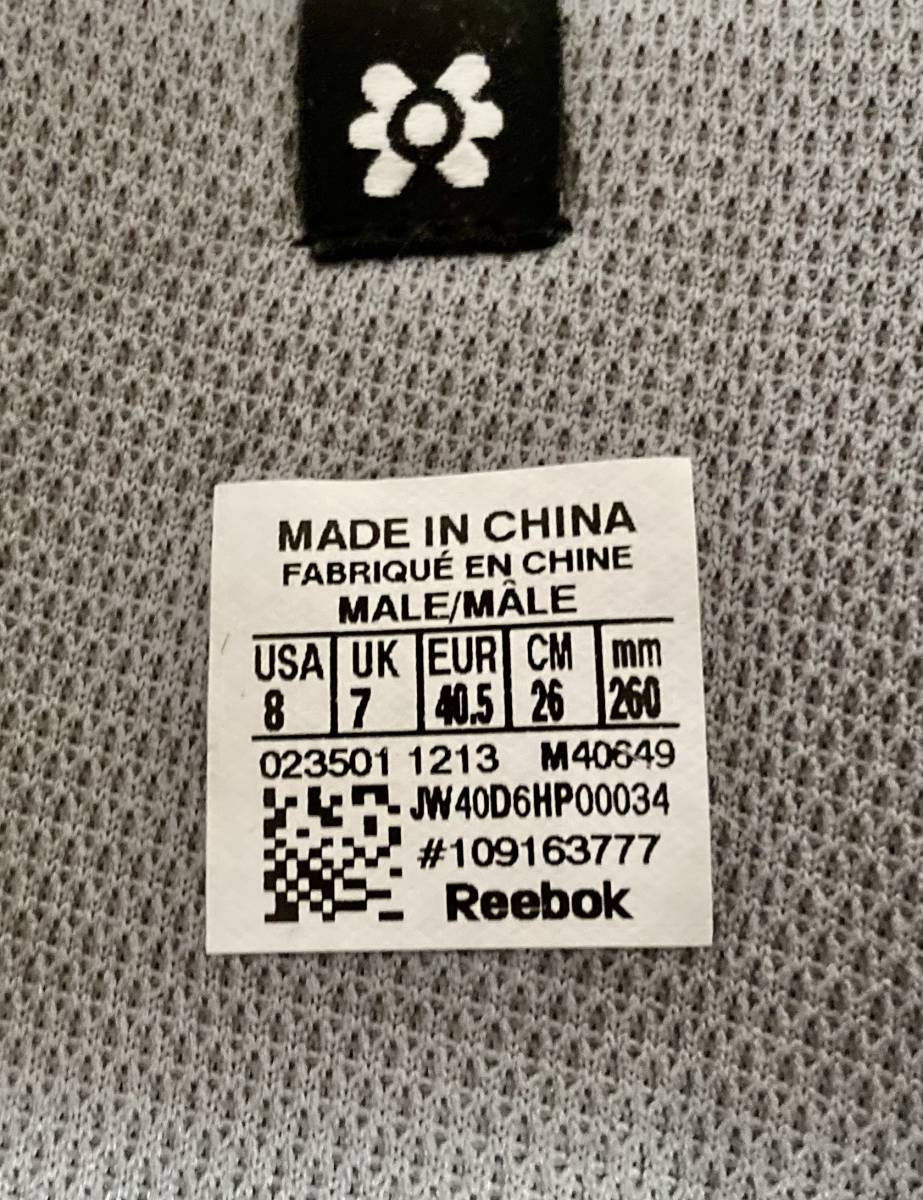 MADE IN CHINA
FABRIQUÉ EN CHINE
MALE/MÂLE
USA UK EUR CM mm
8 7 40.5 26 260
023501 1213 M40649
JW40D6HP00034
#109163777
Reebok